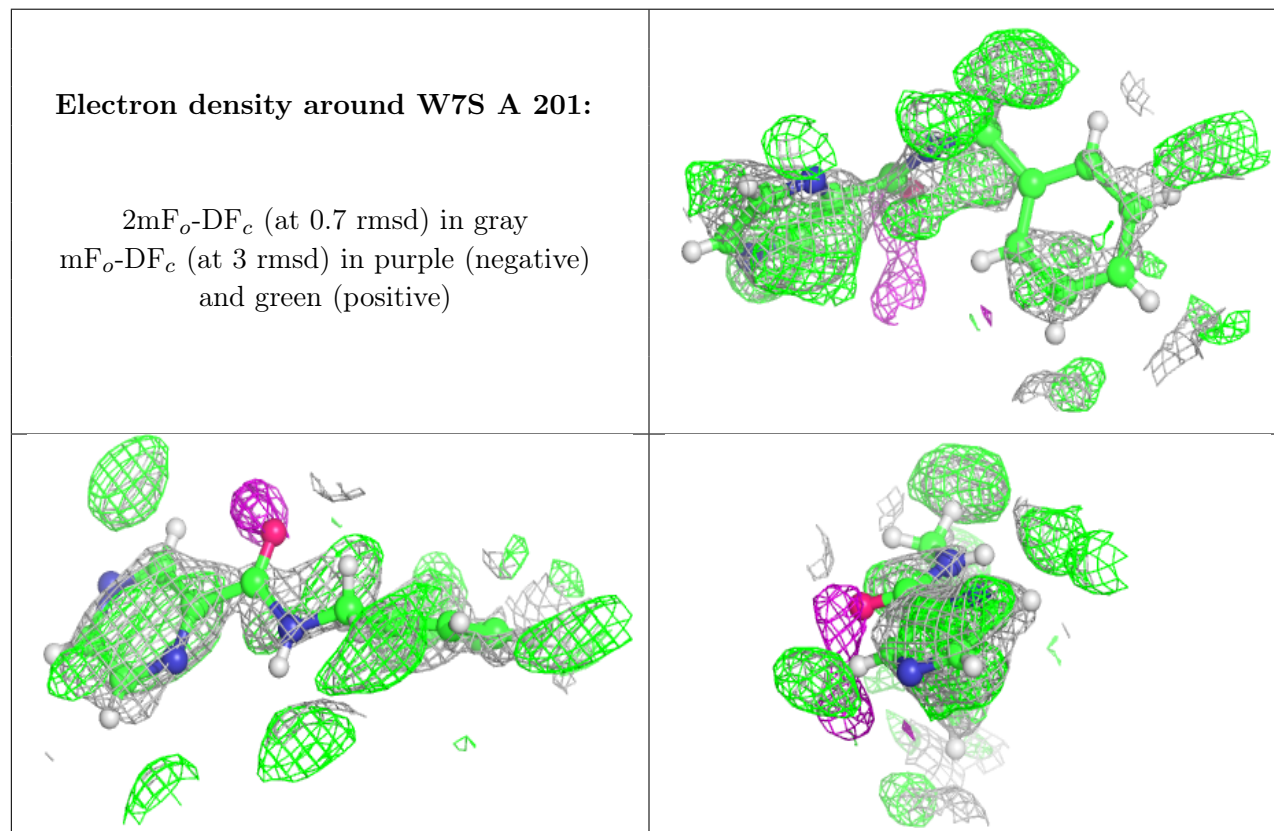 Electron density around W7S A 201:
2mFo-DFc (at 0.7 rmsd) in gray
mFo-DFc (at 3 rmsd) in purple (negative)
and green (positive)